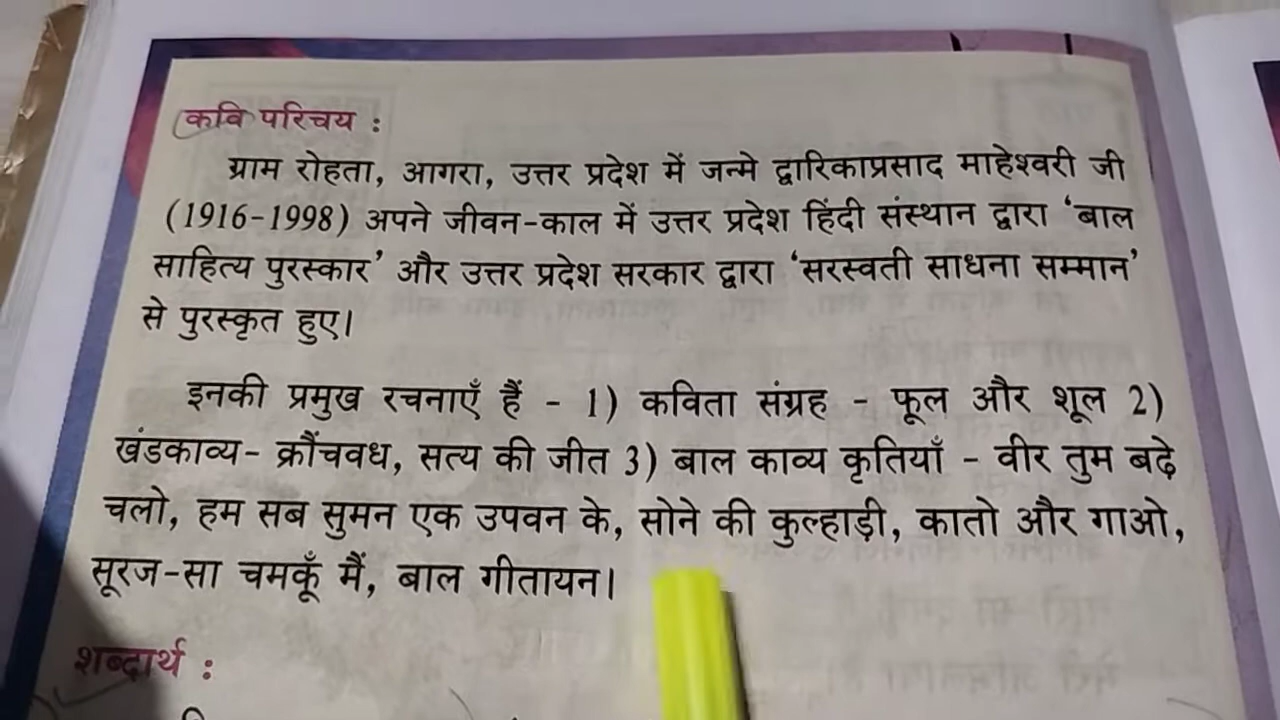 कवि परिचय :
ग्राम रोहता, आगरा, उत्तर प्रदेश में जन्मे द्वारिकाप्रसाद माहेश्वरी जी
(1916-1998) अपने जीवन-काल में उत्तर प्रदेश हिंदी संस्थान द्वारा ‘बाल
साहित्य पुरस्कार’ और उत्तर प्रदेश सरकार द्वारा ‘सरस्वती साधना सम्मान’
से पुरस्कृत हुए।
इनकी प्रमुख रचनाएँ हैं - 1) कविता संग्रह - फूल और शूल 2)
खंडकाव्य- क्रौंचवध, सत्य की जीत 3) बाल काव्य कृतियाँ - वीर तुम बढ़े
चलो, हम सब सुमन एक उपवन के, सोने की कुल्हाड़ी, कातो और गाओ,
सूरज-सा चमकूँ मैं, बाल गीतायन।
शब्दार्थ :